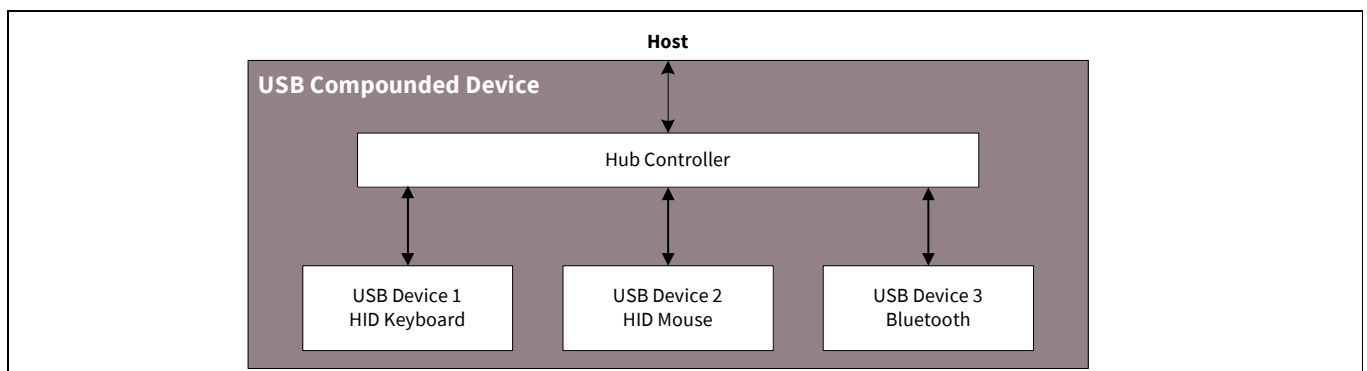 Host
USB Compounded Device
Hub Controller
USB Device 1
HID Keyboard
USB Device 2
HID Mouse
USB Device 3
Bluetooth